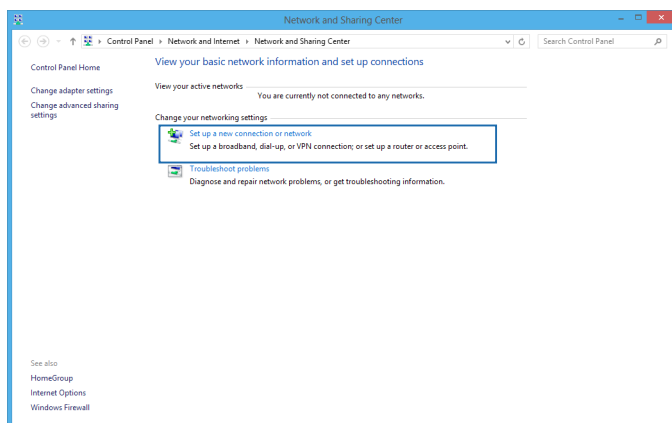 Network and Sharing Center
Control Panel Network and Internet Network and Sharing Center
Search Control Panel
Control Panel Home
Change adapter settings
Change advanced sharing
settings
View your basic network information and set up connections
View your active networks
You are currently not connected to any networks.
Change your networking settings
Set up a new connection or network
Set up a broadband, dial-up, or VPN connection; or set up a router or access point.
Troubleshoot problems
Diagnose and repair network problems, or get troubleshooting information.
See also
HomeGroup
Internet Options
Windows Firewall